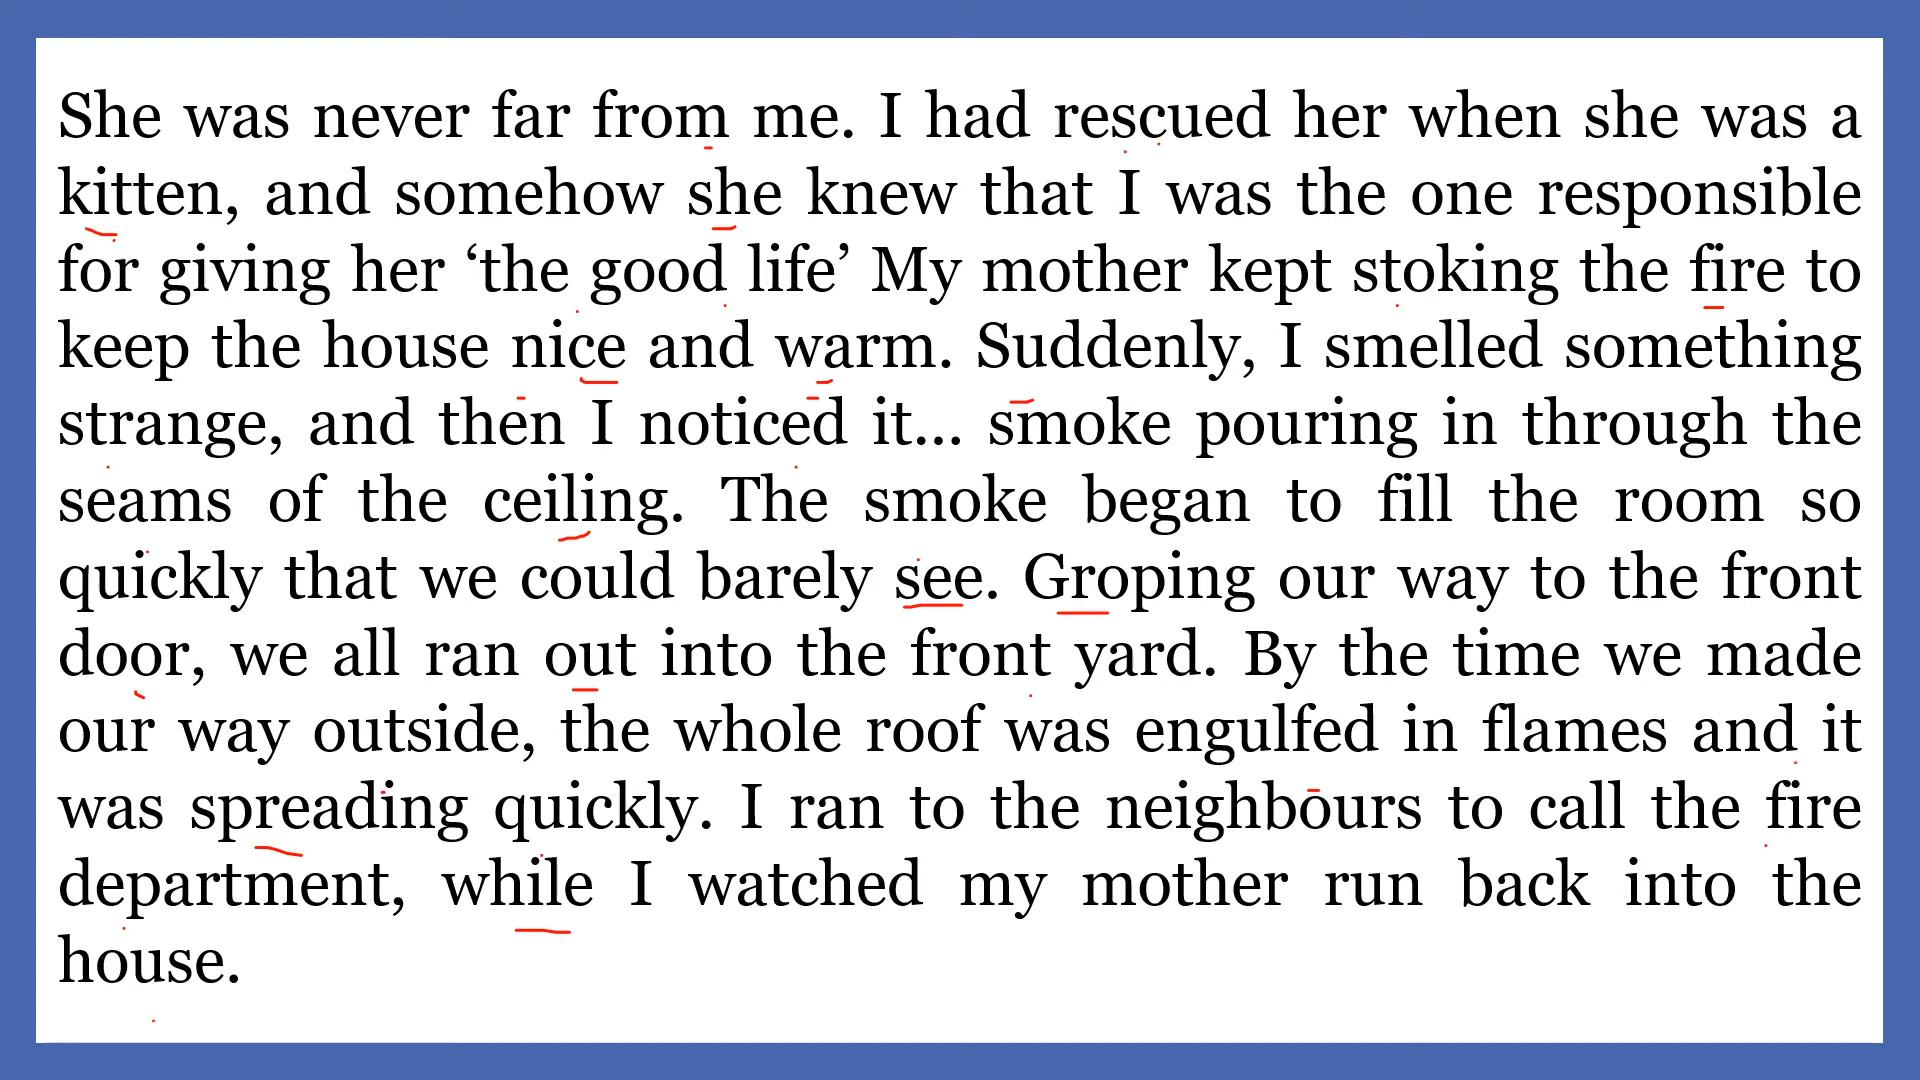 She was never far from me. I had rescued her when she was a
kitten, and somehow she knew that I was the one responsible
for giving her ‘the good life’ My mother kept stoking the fire to
keep the house nice and warm. Suddenly, I smelled something
strange, and then I noticed it... smoke pouring in through the
seams of the ceiling. The smoke began to fill the room so
quickly that we could barely see. Groping our way to the front
door, we all ran out into the front yard. By the time we made
our way outside, the whole roof was engulfed in flames and it
was spreading quickly. I ran to the neighbours to call the fire
department, while I watched my mother run back into the
house.